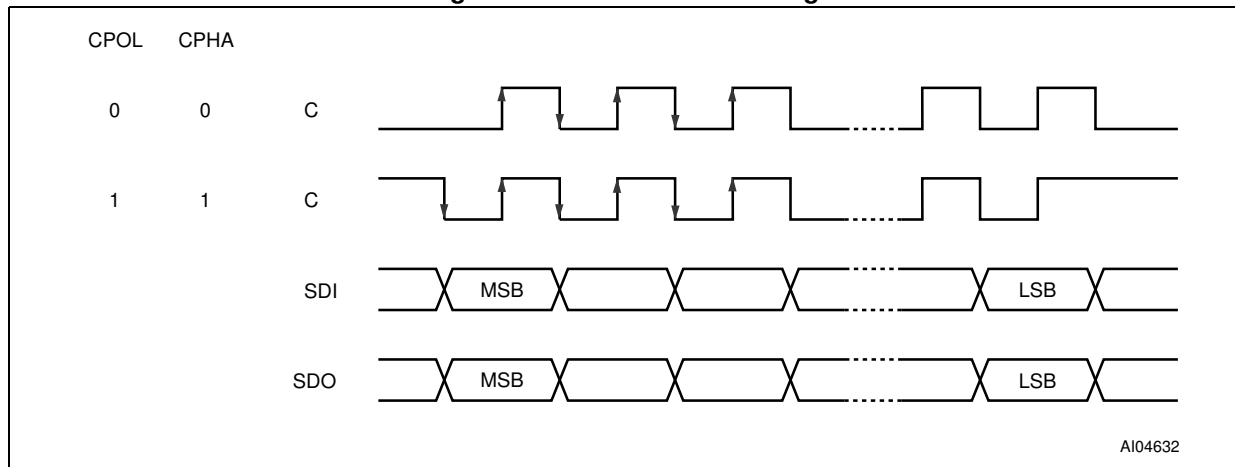 CPOL CPHA
0 0 C
1 1 C
SDI MSB LSB
SDO MSB LSB
AI04632